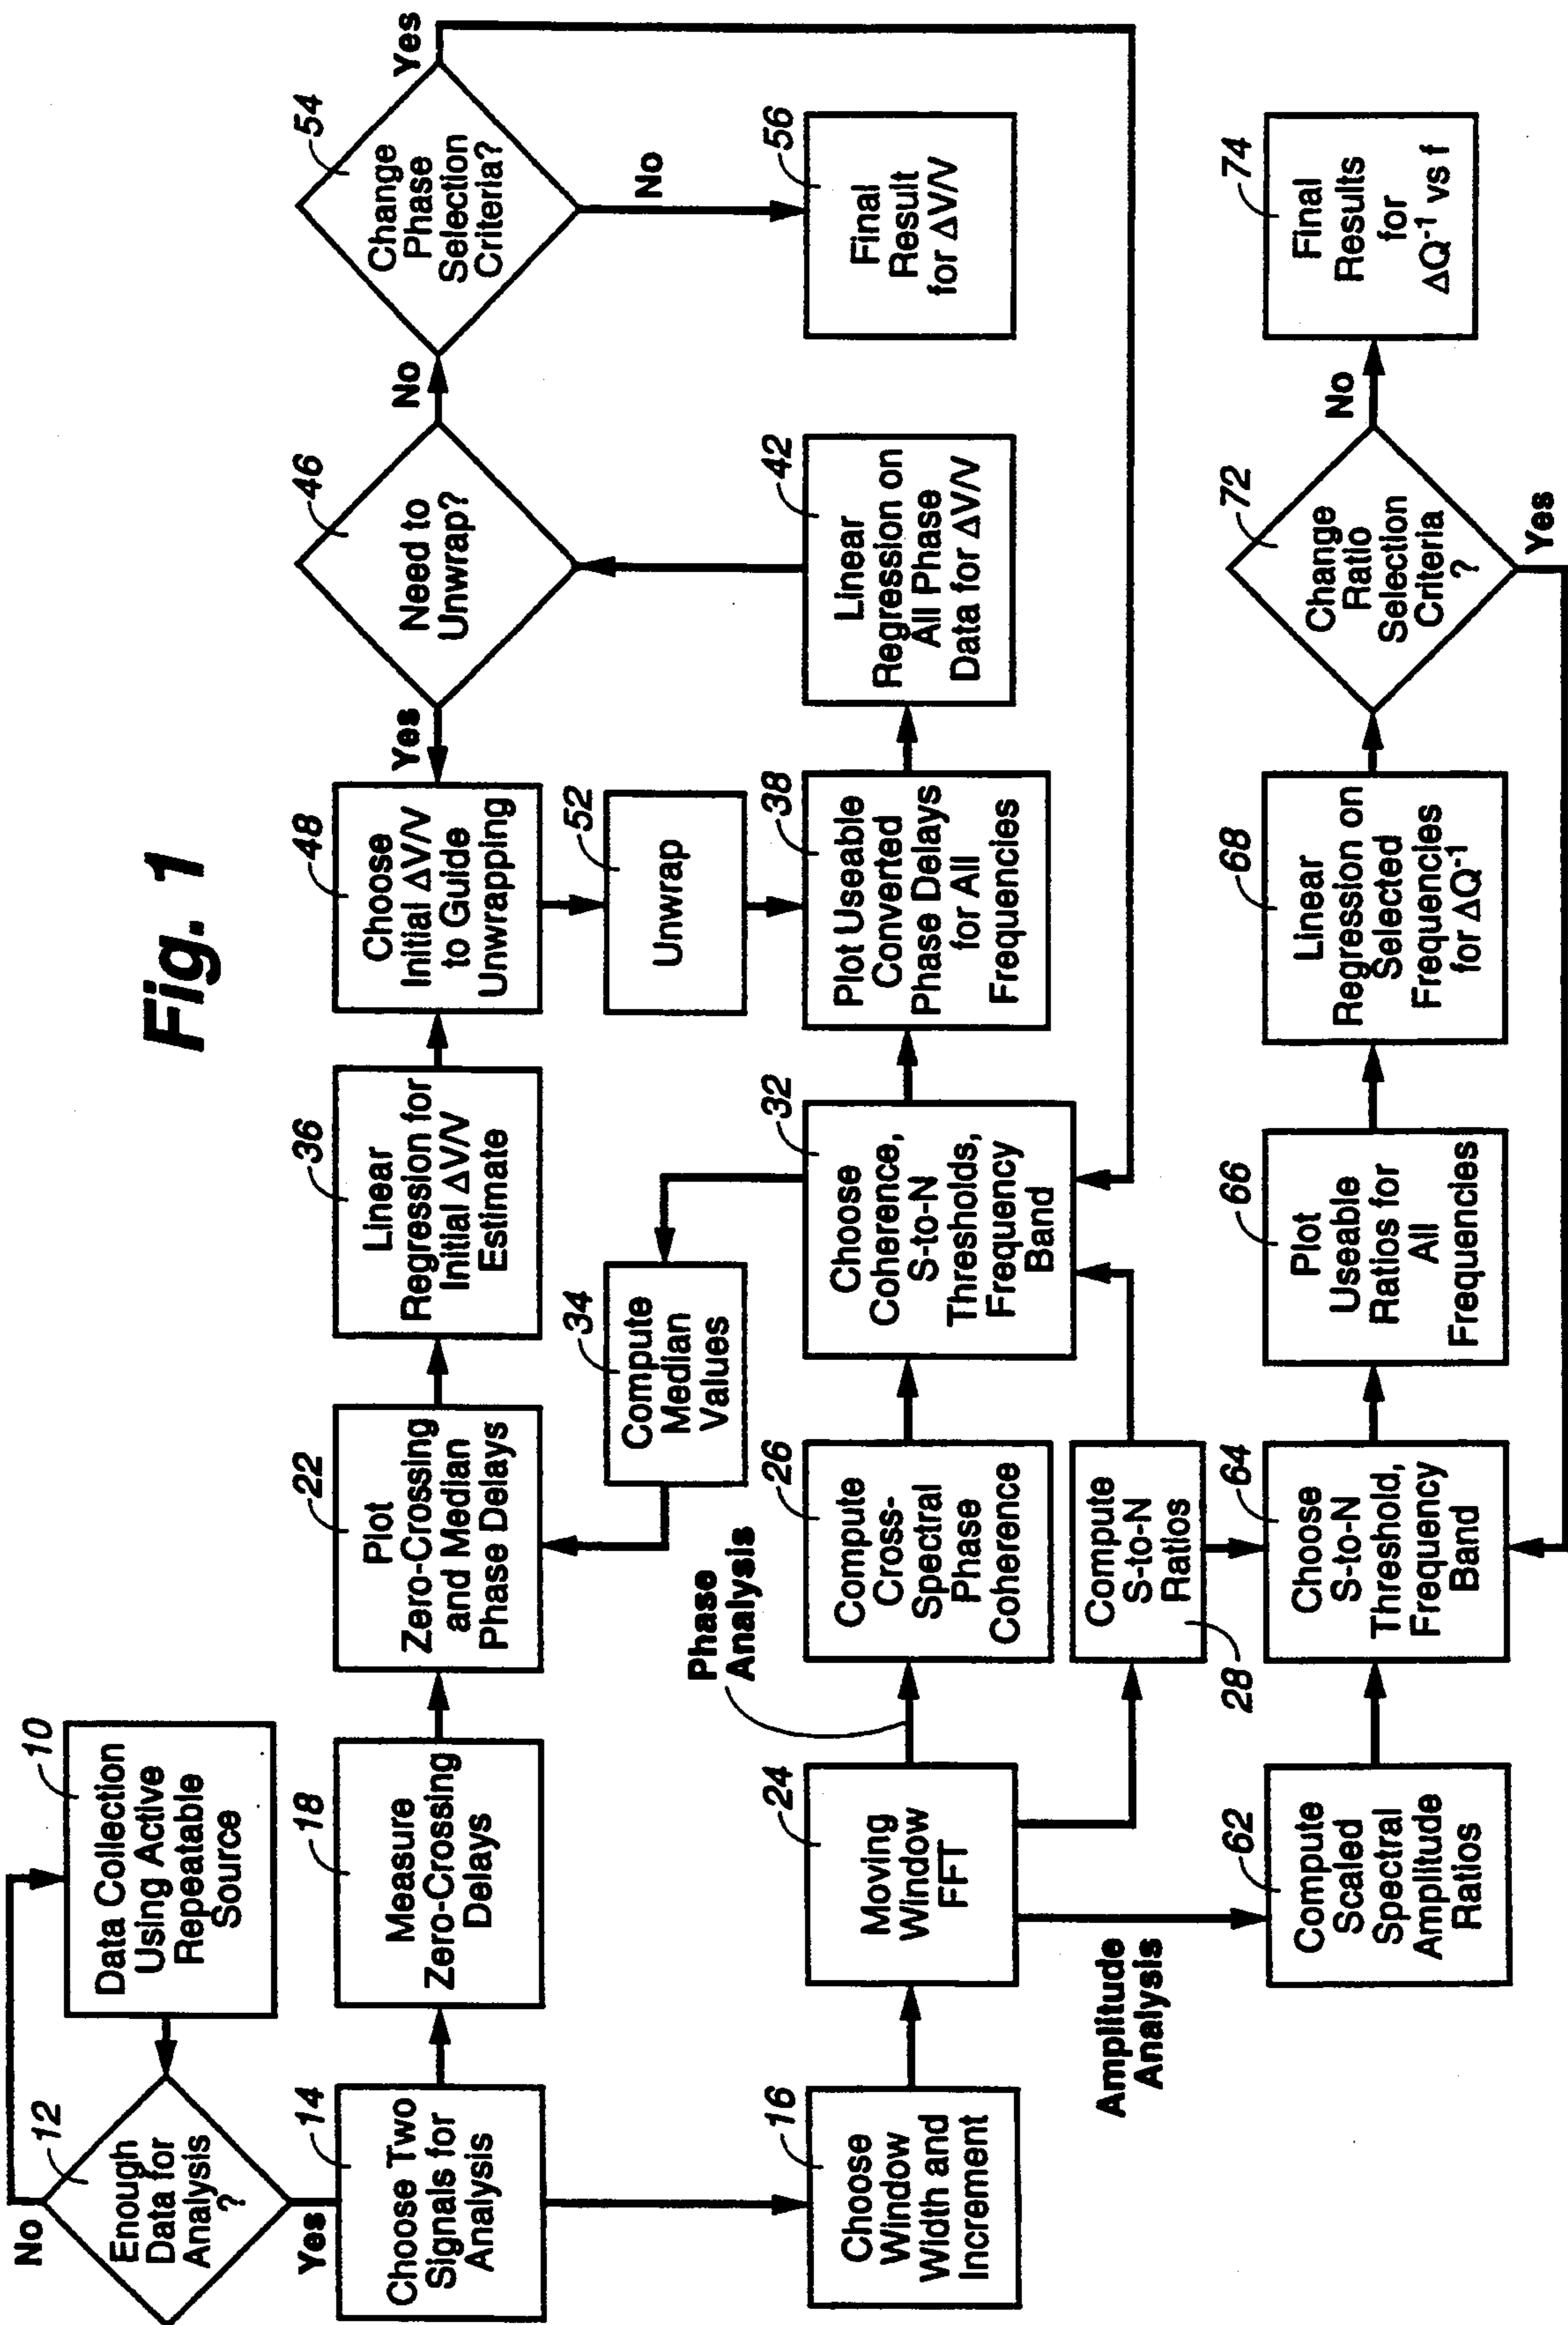 Fig. 1
10
Data Collection
Using Active
Repeatable
Source
12
Enough
Data for
Analysis
?
No
Yes
14
Choose Two
Signals for
Analysis
18
Measure
Zero-Crossing
Delays
22
Plot
Zero-Crossing
and Median
Phase Delays
36
Linear
Regression for
Initial ΔV/V
Estimate
48
Choose
Initial ΔV/V
to Guide
Unwrapping
Yes
46
Need to
Unwrap?
No
54
Change
Phase
Selection
Criteria?
Yes
No
34
Compute
Median
Values
52
Unwrap
16
Choose
Window
Width and
Increment
24
Moving
Window
FFT
Phase
Analysis
26
Compute
Cross-
Spectral
Phase
Coherence
32
Choose
Coherence,
S-to-N
Thresholds,
Frequency
Band
38
Plot Useable
Converted
Phase Delays
for All
Frequencies
42
Linear
Regression on
All Phase
Data for ΔV/V
56
Final
Result
for ΔV/V
Compute
S-to-N
Ratios
28
Amplitude
Analysis
62
Compute
Scaled
Spectral
Amplitude
Ratios
64
Choose
S-to-N
Threshold,
Frequency
Band
66
Plot
Useable
Ratios for
All
Frequencies
68
Linear
Regression on
Selected
Frequencies
for ΔQ⁻¹
72
Change
Ratio
Selection
Criteria
?
No
Yes
74
Final
Results
for
ΔQ⁻¹ vs f